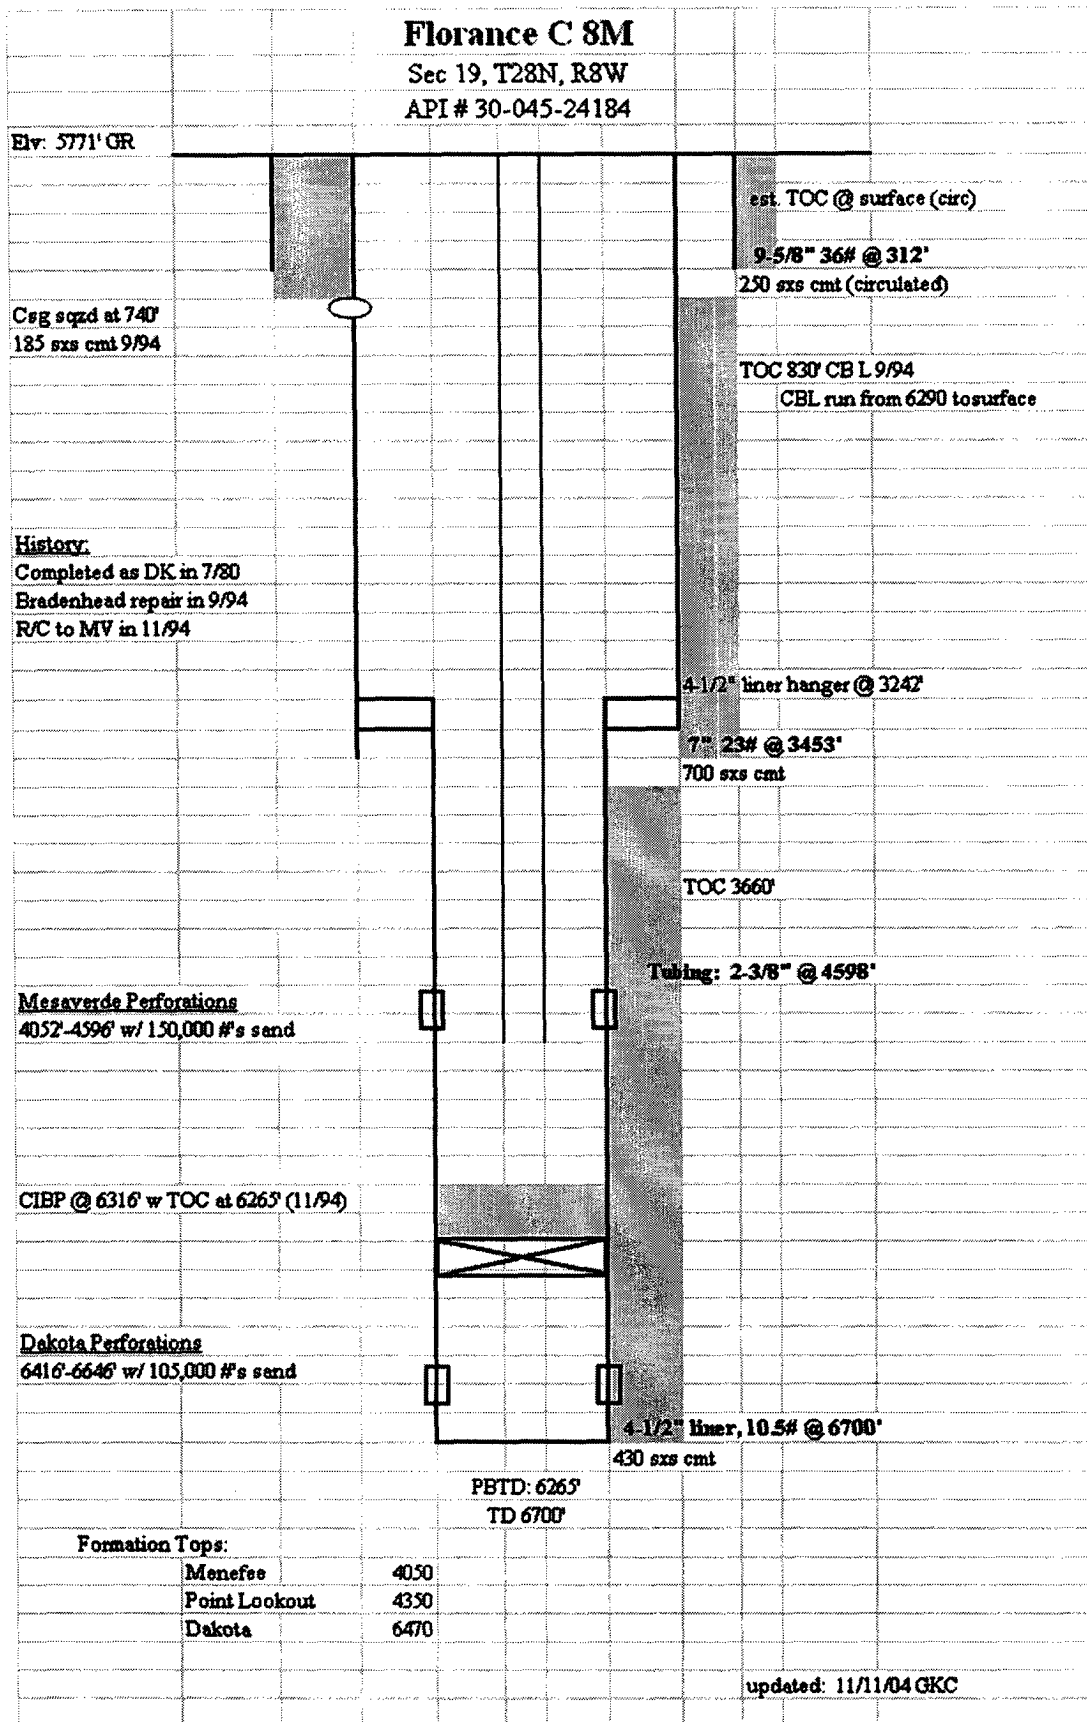 Florance C 8M
Sec 19, T28N, R8W
API # 30-045-24184
Elv: 5771' GR
est. TOC @ surface (circ)
9-5/8" 36# @ 312'
250 sxs cmt (circulated)
Csg sqzd at 740'
185 sxs cmt 9/94
TOC 830' CB L 9/94
CBL run from 6290 to surface
History:
Completed as DK in 7/80
Bradenhead repair in 9/94
R/C to MV in 11/94
4-1/2" liner hanger @ 3242'
7" 23# @ 3453'
700 sxs cmt
TOC 3660'
Tubing: 2-3/8" @ 4598'
Mesaverde Perforations
4052'-4596' w/ 150,000 #'s sand
CIBP @ 6316' w TOC at 6265' (11/94)
Dakota Perforations
6416'-6646' w/ 105,000 #'s sand
4-1/2" liner, 10.5# @ 6700'
430 sxs cmt
PBTD: 6265'
TD 6700'
Formation Tops:
Menefee 4050
Point Lookout 4350
Dakota 6470
updated: 11/11/04 GKC